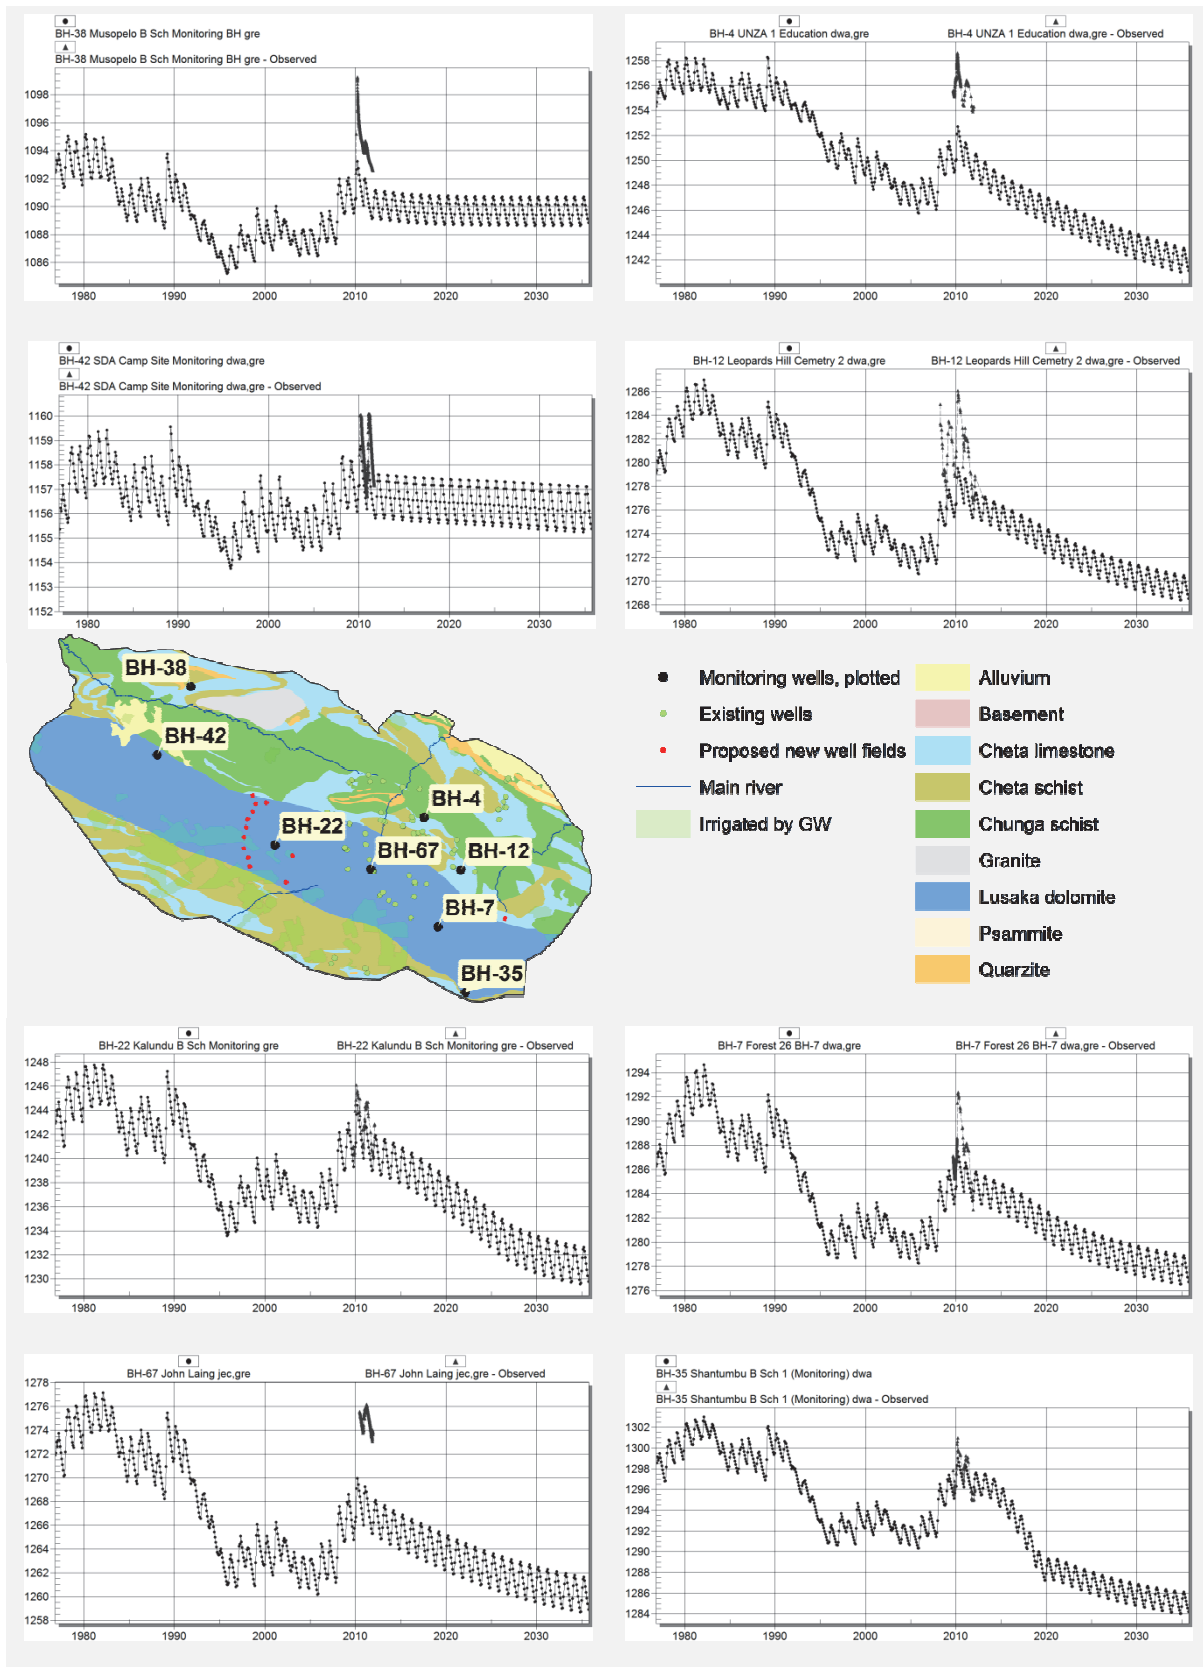 BH-38 Musopelo B Sch Monitoring BH gre
BH-38 Musopelo B Sch Monitoring BH gre - Observed
1098
1096
1094
1092
1090
1088
1086
1980 1990 2000 2010 2020 2030
BH-4 UNZA 1 Education dwa,gre BH-4 UNZA 1 Education dwa,gre - Observed
1258
1256
1254
1252
1250
1248
1246
1244
1242
1980 1990 2000 2010 2020 2030
BH-42 SDA Camp Site Monitoring dwa,gre
BH-42 SDA Camp Site Monitoring dwa,gre - Observed
1160
1159
1158
1157
1156
1155
1154
1153
1152
1980 1990 2000 2010 2020 2030
BH-12 Leopards Hill Cemetry 2 dwa,gre BH-12 Leopards Hill Cemetry 2 dwa,gre - Observed
1286
1284
1282
1280
1278
1276
1274
1272
1270
1268
1980 1990 2000 2010 2020 2030
BH-38
BH-42
BH-4
BH-22
BH-67
BH-12
BH-7
BH-35
Monitoring wells, plotted
Existing wells
Proposed new well fields
Main river
Irrigated by GW
Alluvium
Basement
Cheta limestone
Cheta schist
Chunga schist
Granite
Lusaka dolomite
Psammite
Quarzite
BH-22 Kalundu B Sch Monitoring gre BH-22 Kalundu B Sch Monitoring gre - Observed
1248
1246
1244
1242
1240
1238
1236
1234
1232
1230
1980 1990 2000 2010 2020 2030
BH-7 Forest 26 BH-7 dwa,gre BH-7 Forest 26 BH-7 dwa,gre - Observed
1294
1292
1290
1288
1286
1284
1282
1280
1278
1276
1980 1990 2000 2010 2020 2030
BH-67 John Laing jec,gre BH-67 John Laing jec,gre - Observed
1278
1276
1274
1272
1270
1268
1266
1264
1262
1260
1258
1980 1990 2000 2010 2020 2030
BH-35 Shantumbu B Sch 1 (Monitoring) dwa
BH-35 Shantumbu B Sch 1 (Monitoring) dwa - Observed
1302
1300
1298
1296
1294
1292
1290
1288
1286
1284
1980 1990 2000 2010 2020 2030